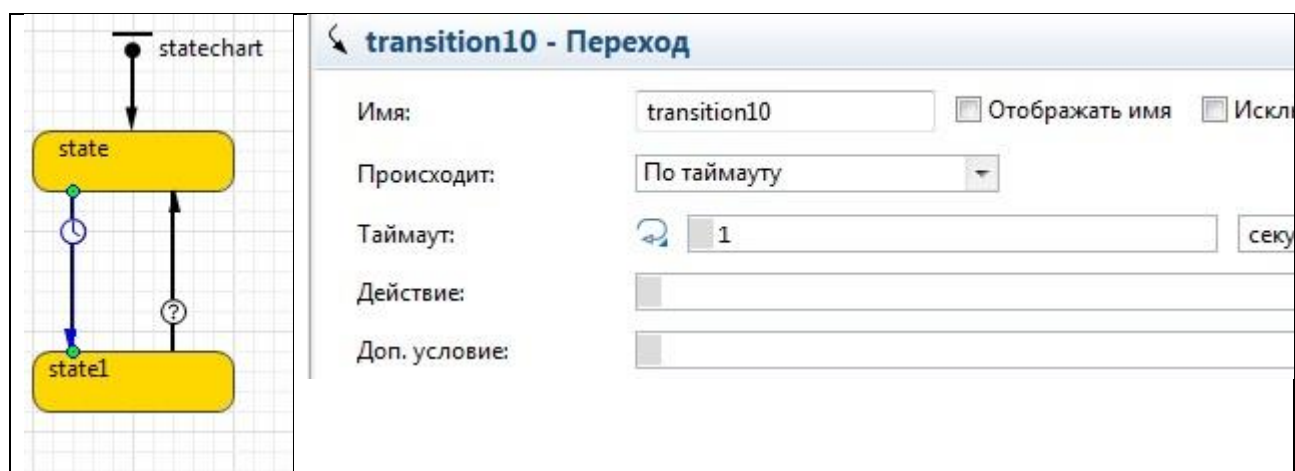 statechart
state
?
state1
transition10 - Переход
Имя: transition10 Отображать имя Искл
Происходит: По таймауту
Таймаут: 1 секу
Действие:
Доп. условие: